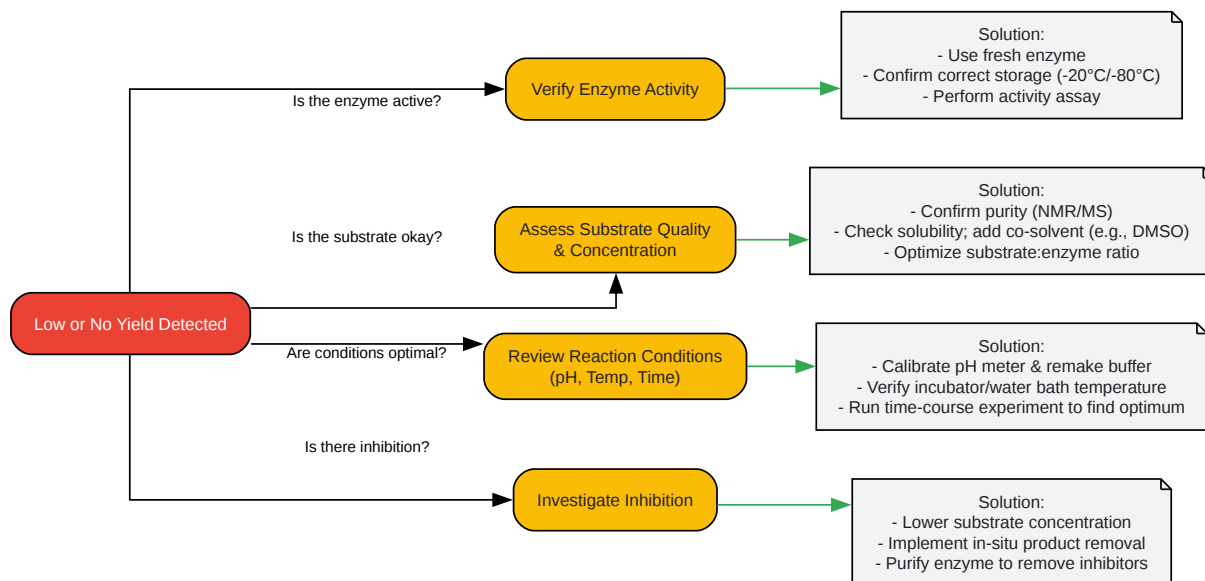 Solution:
- Use fresh enzyme
- Confirm correct storage (-20°C/-80°C)
- Perform activity assay
Is the enzyme active?
Verify Enzyme Activity
Solution:
- Confirm purity (NMR/MS)
- Check solubility; add co-solvent (e.g., DMSO)
- Optimize substrate:enzyme ratio
Is the substrate okay?
Assess Substrate Quality
& Concentration
Low or No Yield Detected
Are conditions optimal?
Review Reaction Conditions
(pH, Temp, Time)
Solution:
- Calibrate pH meter & remake buffer
- Verify incubator/water bath temperature
- Run time-course experiment to find optimum
Is there inhibition?
Investigate Inhibition
Solution:
- Lower substrate concentration
- Implement in-situ product removal
- Purify enzyme to remove inhibitors